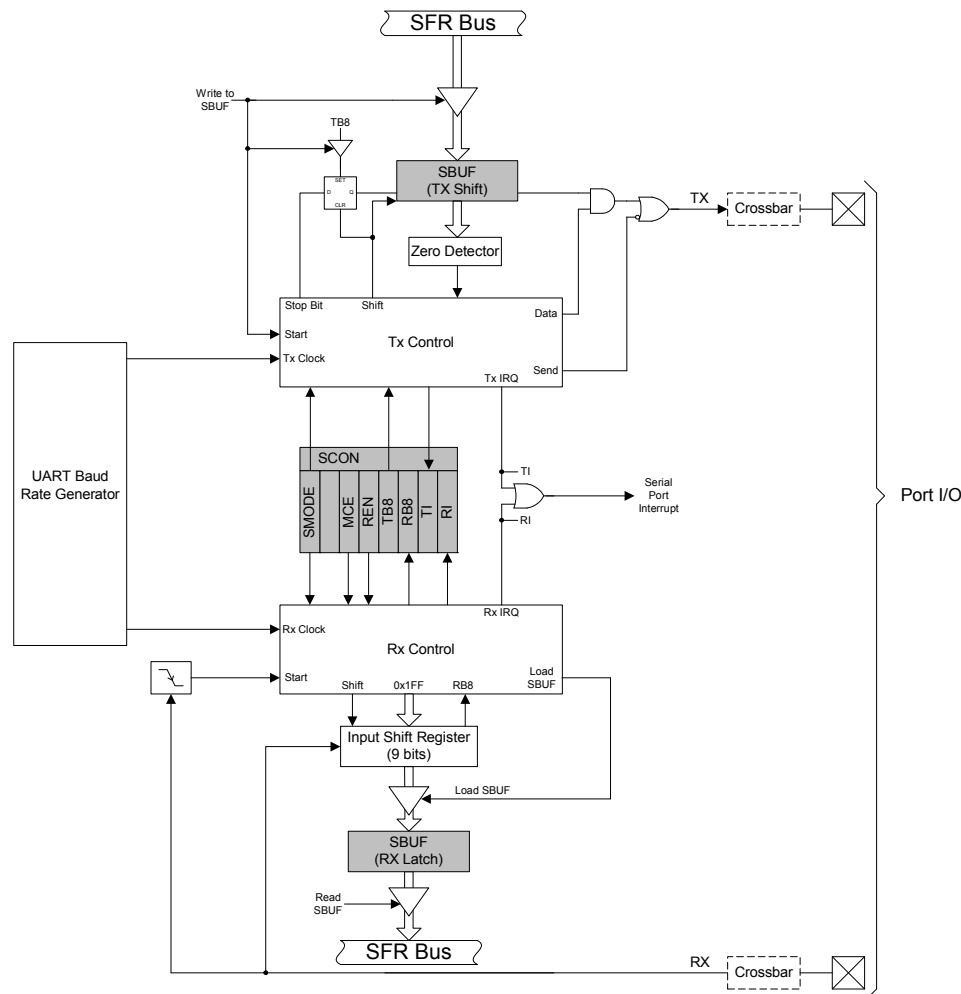 SFR Bus
Write to
SBUF
TB8
SET
D
Q
CLR
SBUF
(TX Shift)
TX
Crossbar
Zero Detector
Stop Bit
Shift
Data
Start
Tx Control
Tx Clock
Send
Tx IRQ
UART Baud
Rate Generator
SCON
SMODE
MCE
REN
TB8
RB8
TI
RI
TI
RI
Serial
Port
Interrupt
Port I/O
Rx IRQ
Rx Clock
Rx Control
Start
Load
SBUF
Shift
0x1FF
RB8
Input Shift Register
(9 bits)
Load SBUF
SBUF
(RX Latch)
Read
SBUF
SFR Bus
RX
Crossbar